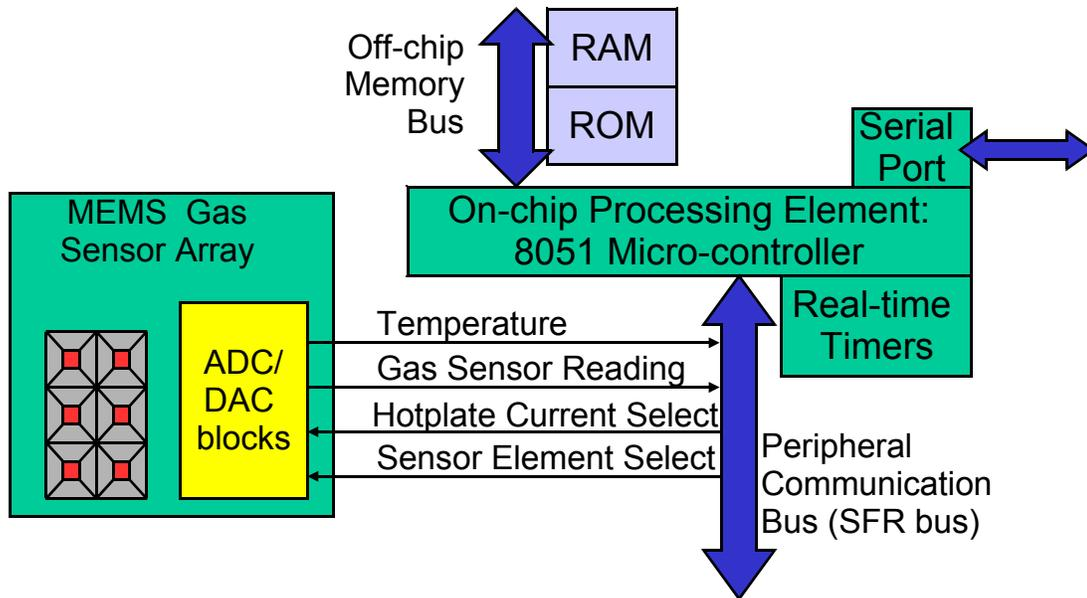 Off-chip
Memory
Bus
RAM
ROM
Serial
Port
On-chip Processing Element:
8051 Micro-controller
MEMS Gas
Sensor Array
ADC/
DAC
blocks
Temperature
Gas Sensor Reading
Hotplate Current Select
Sensor Element Select
Real-time
Timers
Peripheral
Communication
Bus (SFR bus)